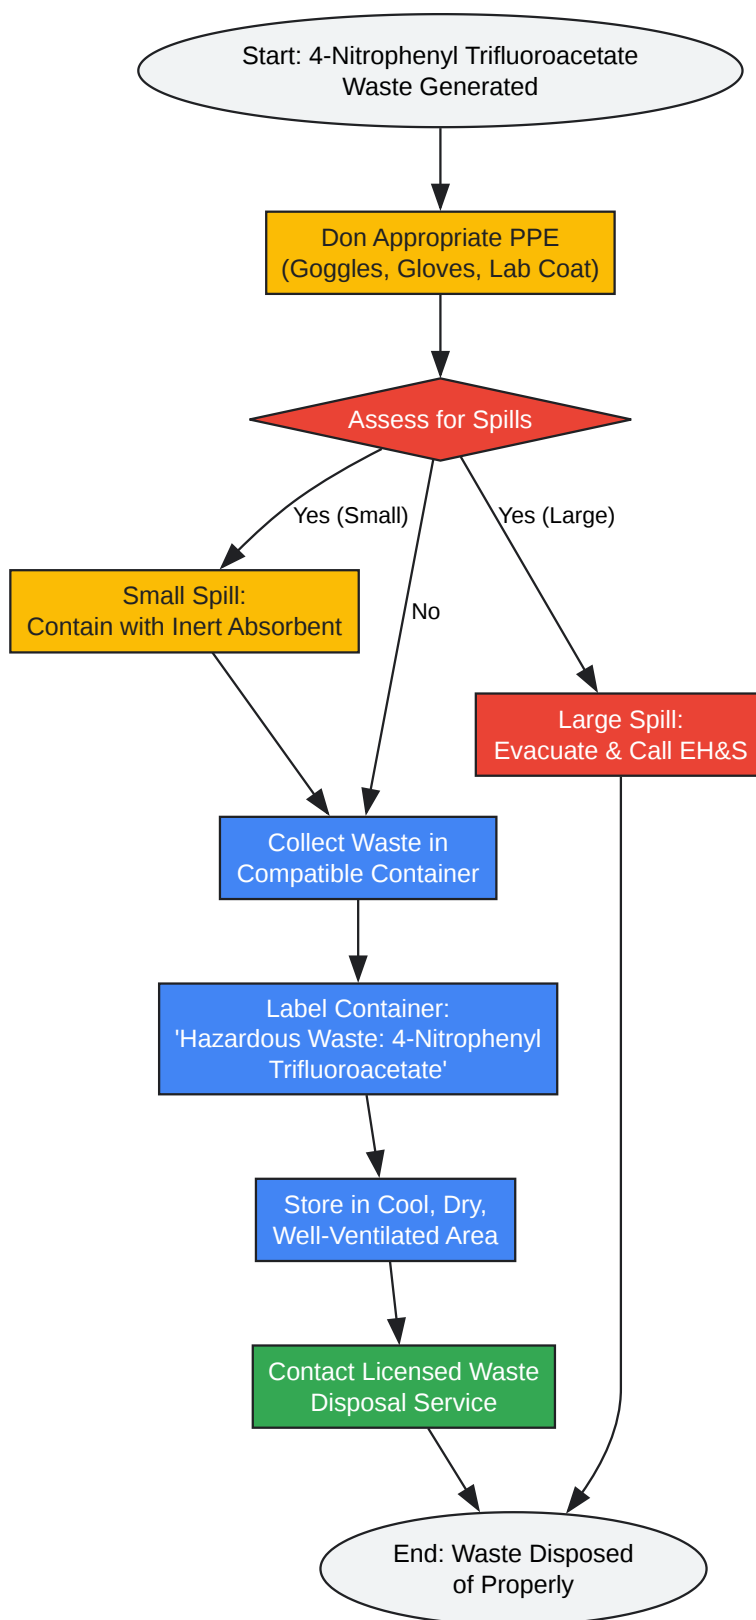 Start: 4-Nitrophenyl Trifluoroacetate
Waste Generated
Don Appropriate PPE
(Goggles, Gloves, Lab Coat)
Assess for Spills
Yes (Small)
Yes (Large)
Small Spill:
Contain with Inert Absorbent
No
Large Spill:
Evacuate & Call EH&S
Collect Waste in
Compatible Container
Label Container:
'Hazardous Waste: 4-Nitrophenyl
Trifluoroacetate'
Store in Cool, Dry,
Well-Ventilated Area
Contact Licensed Waste
Disposal Service
End: Waste Disposed
of Properly